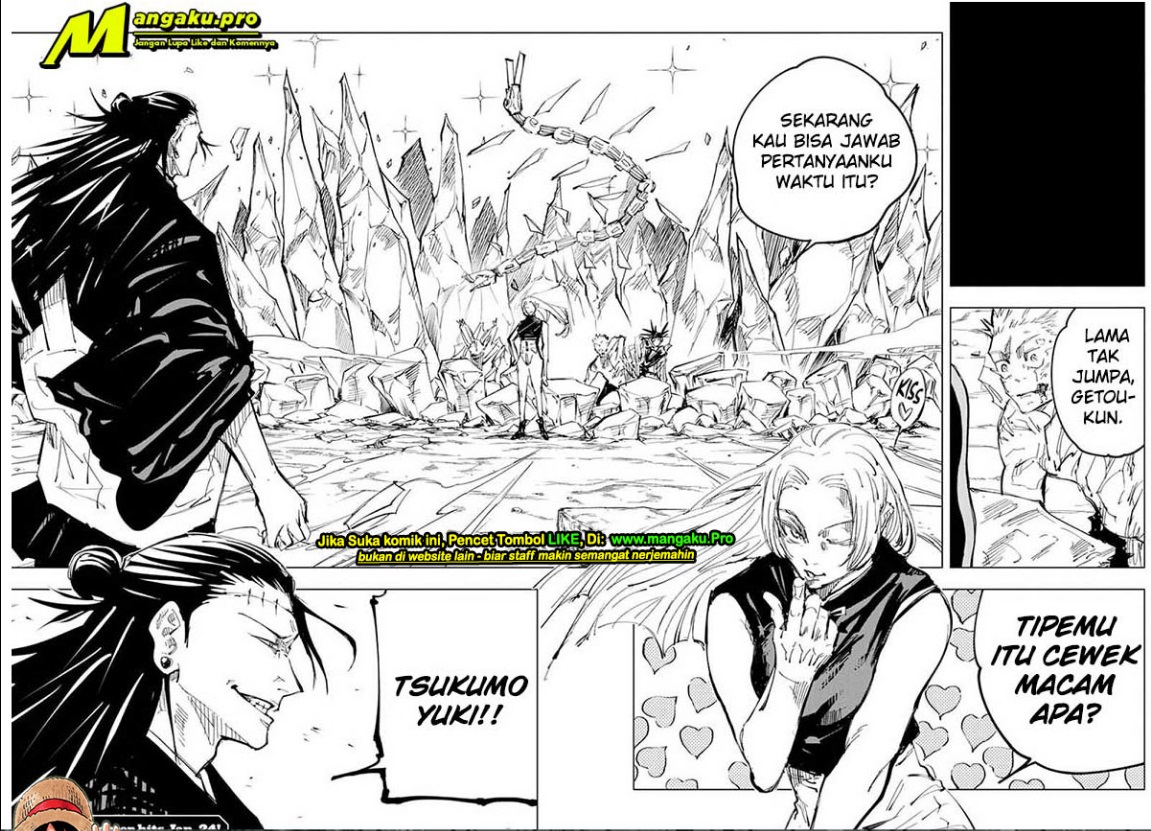 Mangaku.pro
Jangan Lupa Like dan Komennya
LAMA
TAK
JUMPA,
GETOU-
KUN.
SEKARANG
KAU BISA JAWAB
PERTANYAANKU
WAKTU ITU?
KISS
Jika Suka komik ini, Pencet Tombol LIKE, Di: www.mangaku.Pro
bukan di website lain - biar staff makin semangat nerjemahin
TIPEMU
ITU CEWEK
MACAM
APA?
TSUKUMO
YUKI!!
Jan. 24!